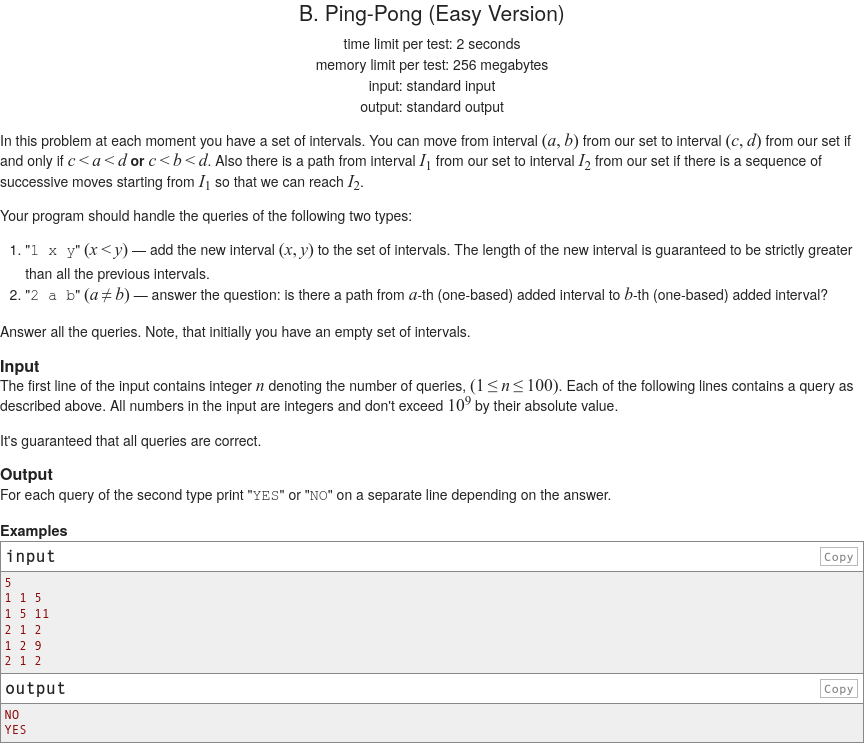 B. Ping-Pong (Easy Version)
time limit per test: 2 seconds
memory limit per test: 256 megabytes
input: standard input
output: standard output
In this problem at each moment you have a set of intervals. You can move from interval (a, b) from our set to interval (c, d) from our set if
and only if c < a < d or c < b < d. Also there is a path from interval I1 from our set to interval I2 from our set if there is a sequence of
successive moves starting from I1 so that we can reach I2.
Your program should handle the queries of the following two types:
1. "1 x y" (x < y) — add the new interval (x, y) to the set of intervals. The length of the new interval is guaranteed to be strictly greater
than all the previous intervals.
2. "2 a b" (a ≠ b) — answer the question: is there a path from a-th (one-based) added interval to b-th (one-based) added interval?
Answer all the queries. Note, that initially you have an empty set of intervals.
Input
The first line of the input contains integer n denoting the number of queries, (1 ≤ n ≤ 100). Each of the following lines contains a query as
described above. All numbers in the input are integers and don't exceed 10^9 by their absolute value.
It's guaranteed that all queries are correct.
Output
For each query of the second type print "YES" or "NO" on a separate line depending on the answer.
Examples
input Copy
5
1 1 5
1 5 11
2 1 2
1 2 9
2 1 2
output Copy
NO
YES